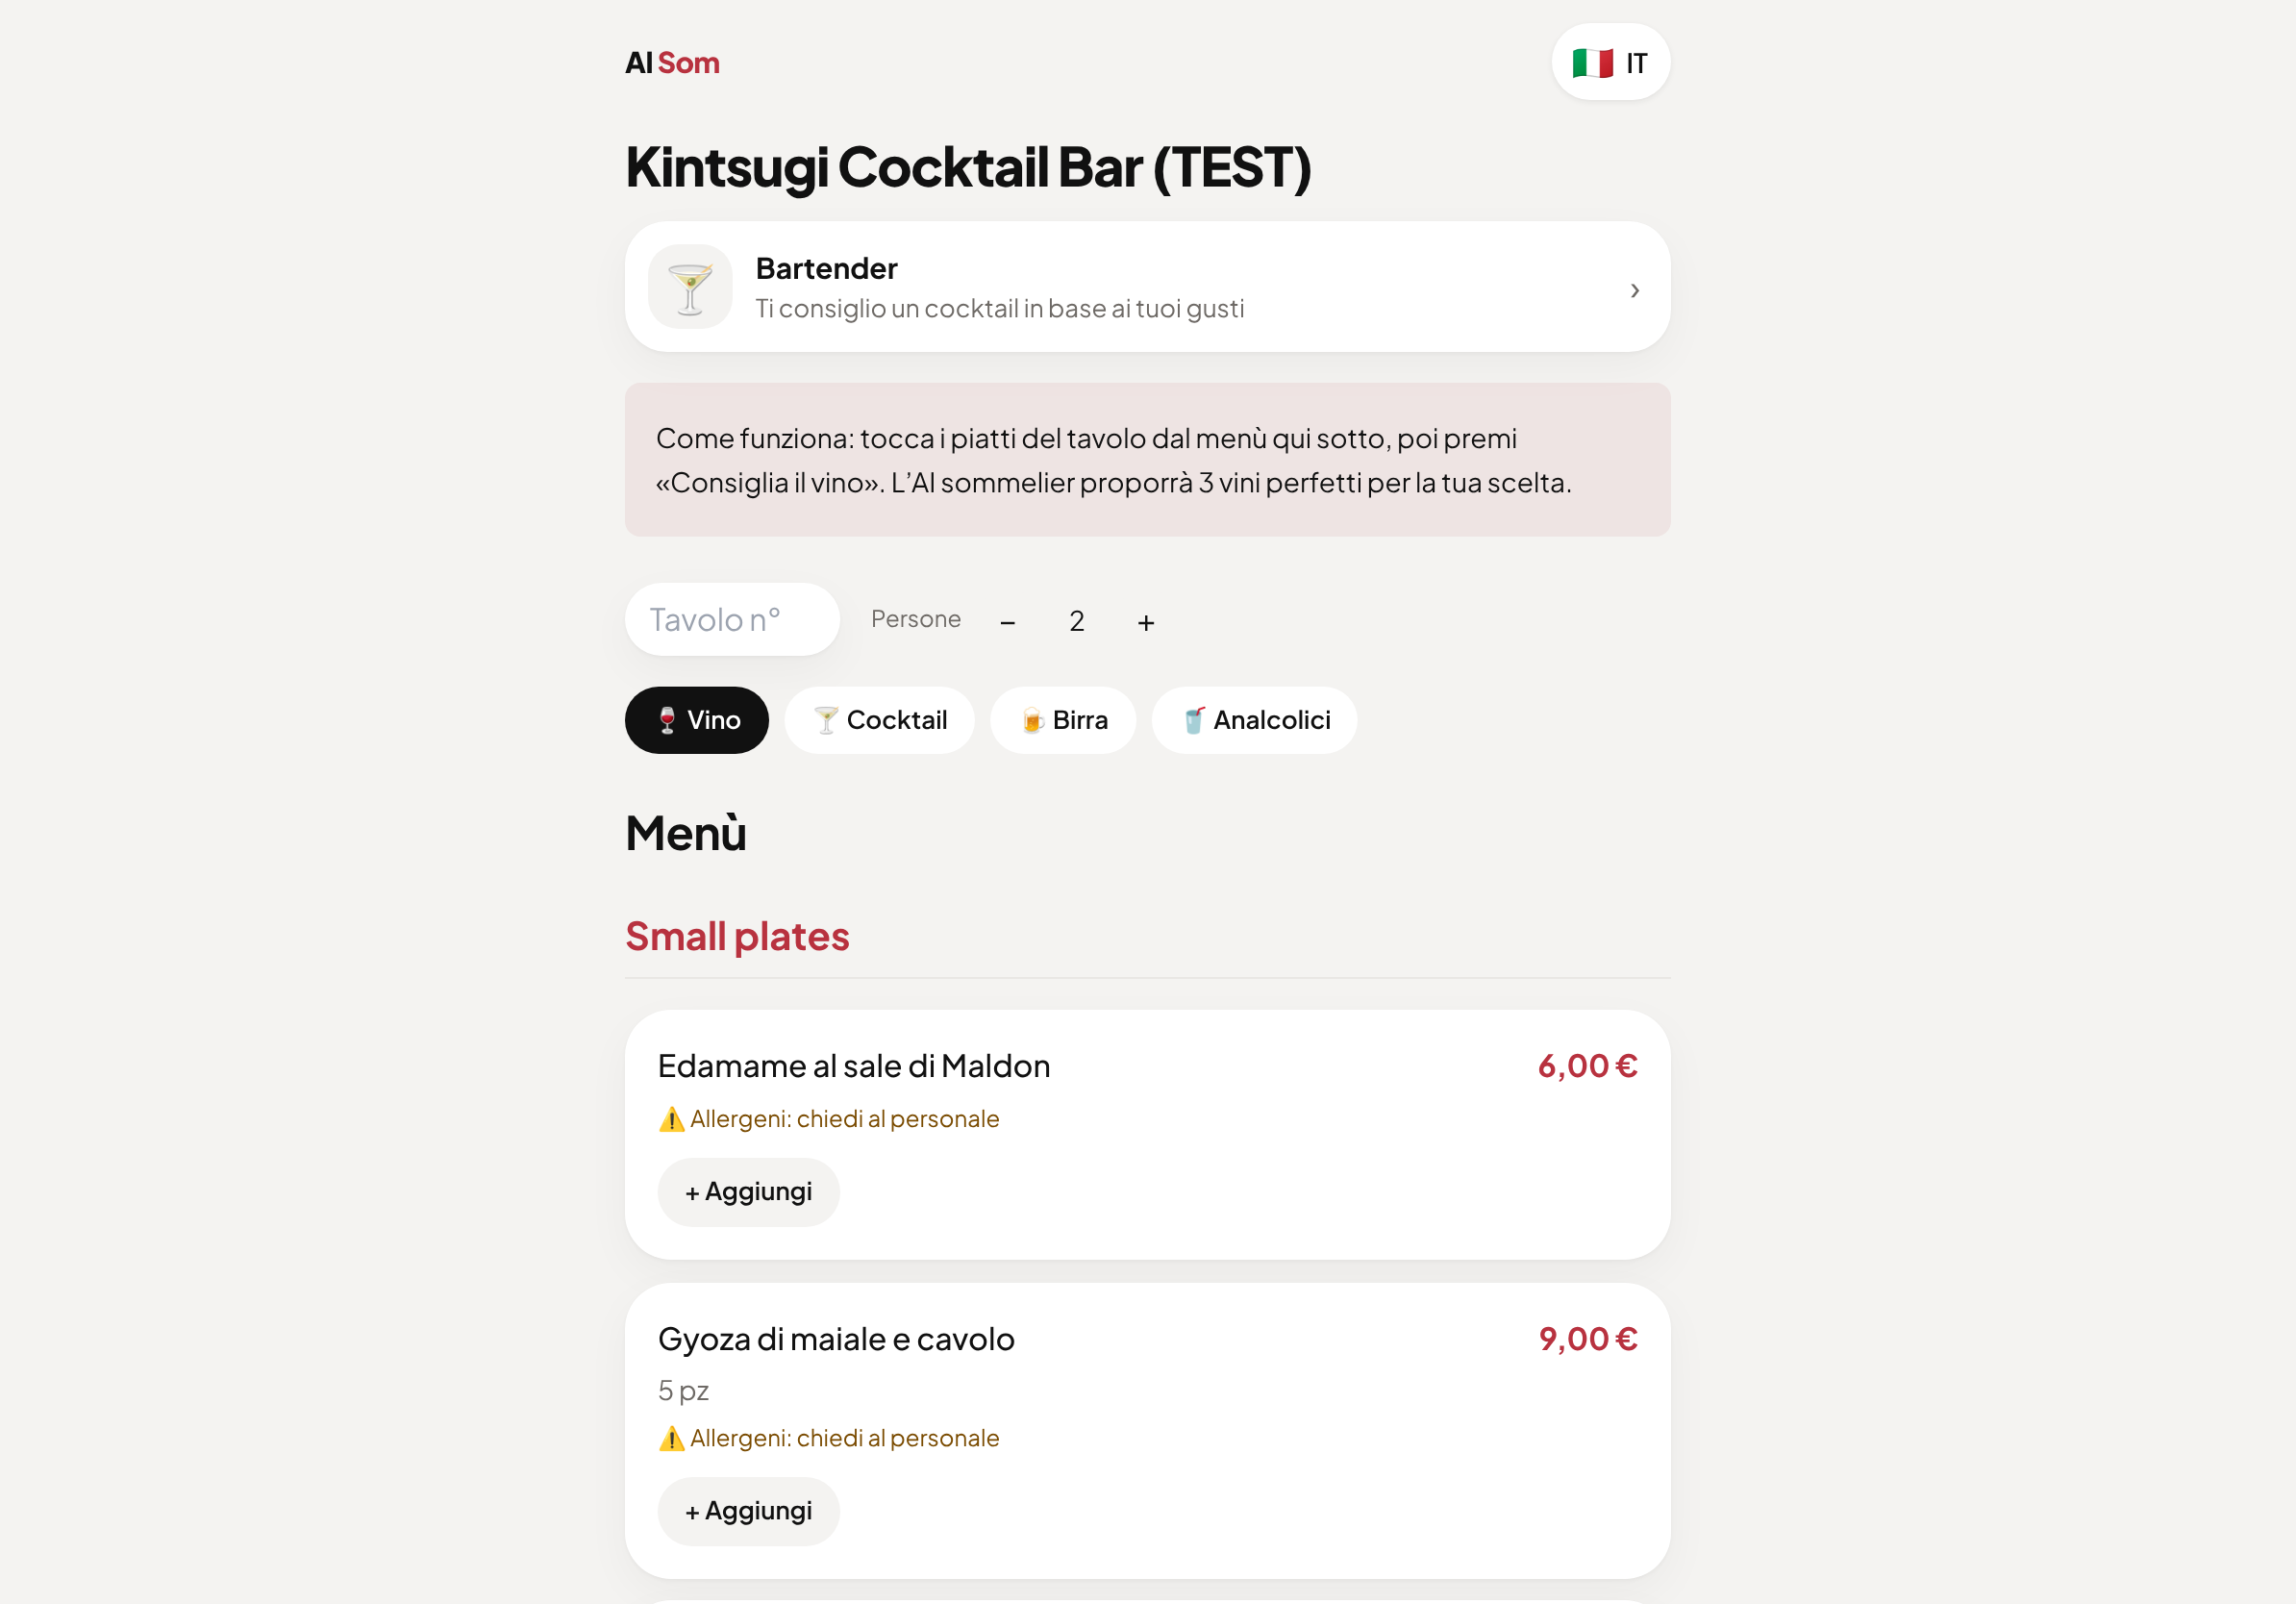 AI Som
IT
Kintsugi Cocktail Bar (TEST)
Bartender
Ti consiglio un cocktail in base ai tuoi gusti
›
Come funziona: tocca i piatti del tavolo dal menù qui sotto, poi premi
«Consiglia il vino». L’AI sommelier proporrà 3 vini perfetti per la tua scelta.
Tavolo n°
Persone − 2 +
Vino
Cocktail
Birra
Analcolici
Menù
Small plates
Edamame al sale di Maldon 6,00 €
⚠️ Allergeni: chiedi al personale
+ Aggiungi
Gyoza di maiale e cavolo 9,00 €
5 pz
⚠️ Allergeni: chiedi al personale
+ Aggiungi